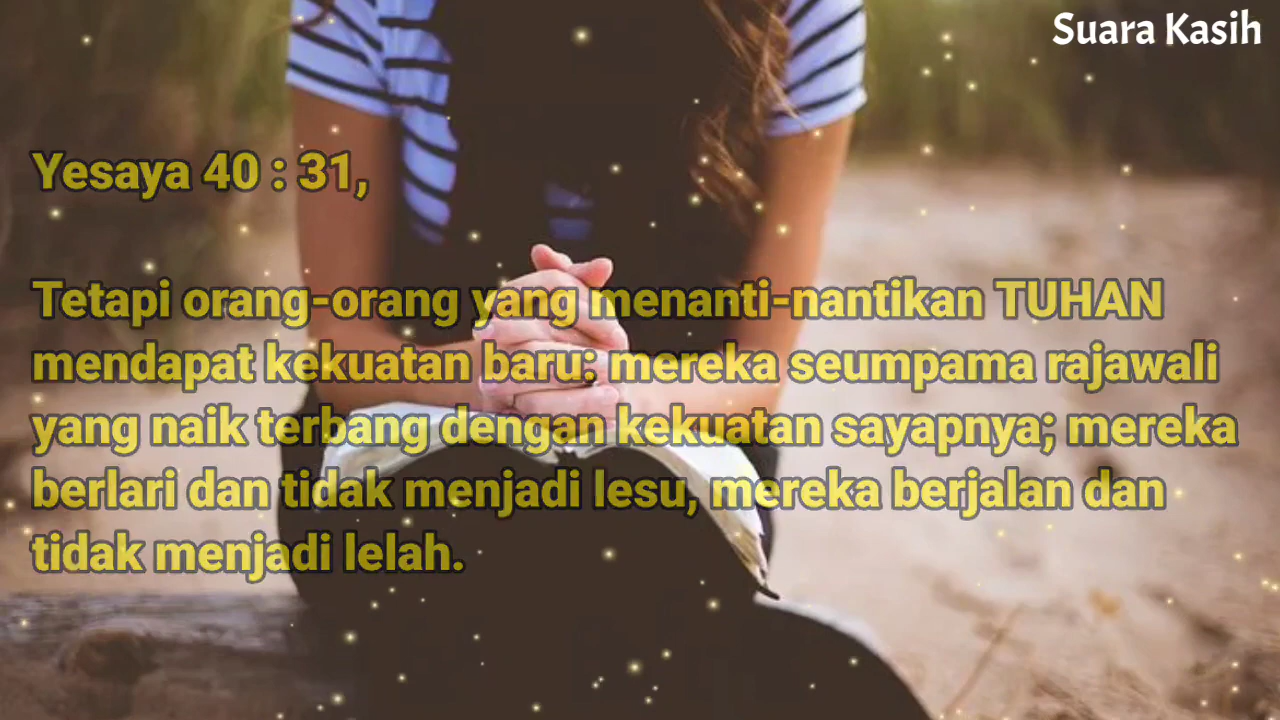 Suara Kasih
Yesaya 40 : 31,
Tetapi orang-orang yang menanti-nantikan TUHAN
mendapat kekuatan baru: mereka seumpama rajawali
yang naik terbang dengan kekuatan sayapnya; mereka
berlari dan tidak menjadi lesu, mereka berjalan dan
tidak menjadi lelah.